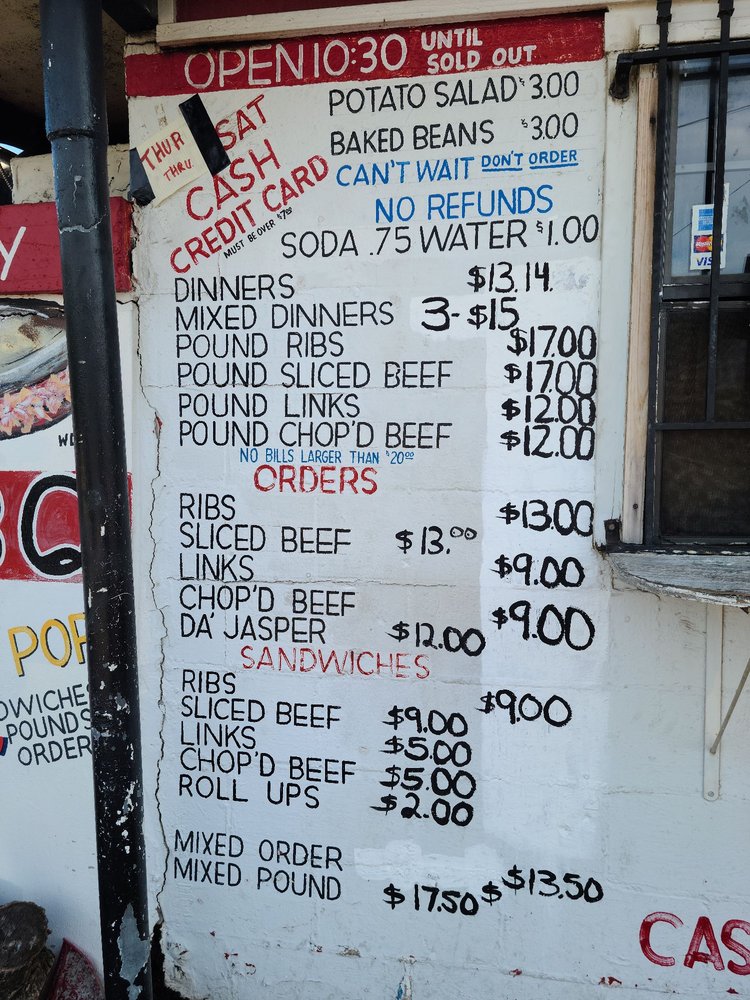 OPEN 10:30 UNTIL SOLD OUT
THUR THRU SAT
CASH
CREDIT CARD
MUST BE OVER $7.00
POTATO SALAD $3.00
BAKED BEANS $3.00
CAN'T WAIT DON'T ORDER
NO REFUNDS
SODA .75 WATER $1.00
DINNERS $13.14.
MIXED DINNERS 3-$15
POUND RIBS $17.00
POUND SLICED BEEF $17.00
POUND LINKS $12.00
POUND CHOP'D BEEF $12.00
NO BILLS LARGER THAN $20.00
ORDERS
RIBS $13.00
SLICED BEEF $13.00
LINKS $9.00
CHOP'D BEEF $9.00
DA' JASPER $12.00
SANDWICHES
RIBS $9.00
SLICED BEEF $9.00
LINKS $5.00
CHOP'D BEEF $5.00
ROLL UPS $2.00
MIXED ORDER $13.50
MIXED POUND $17.50 $
Y
Q
POP
DWICHES
POUNDS
ORDER
VISA
CAS